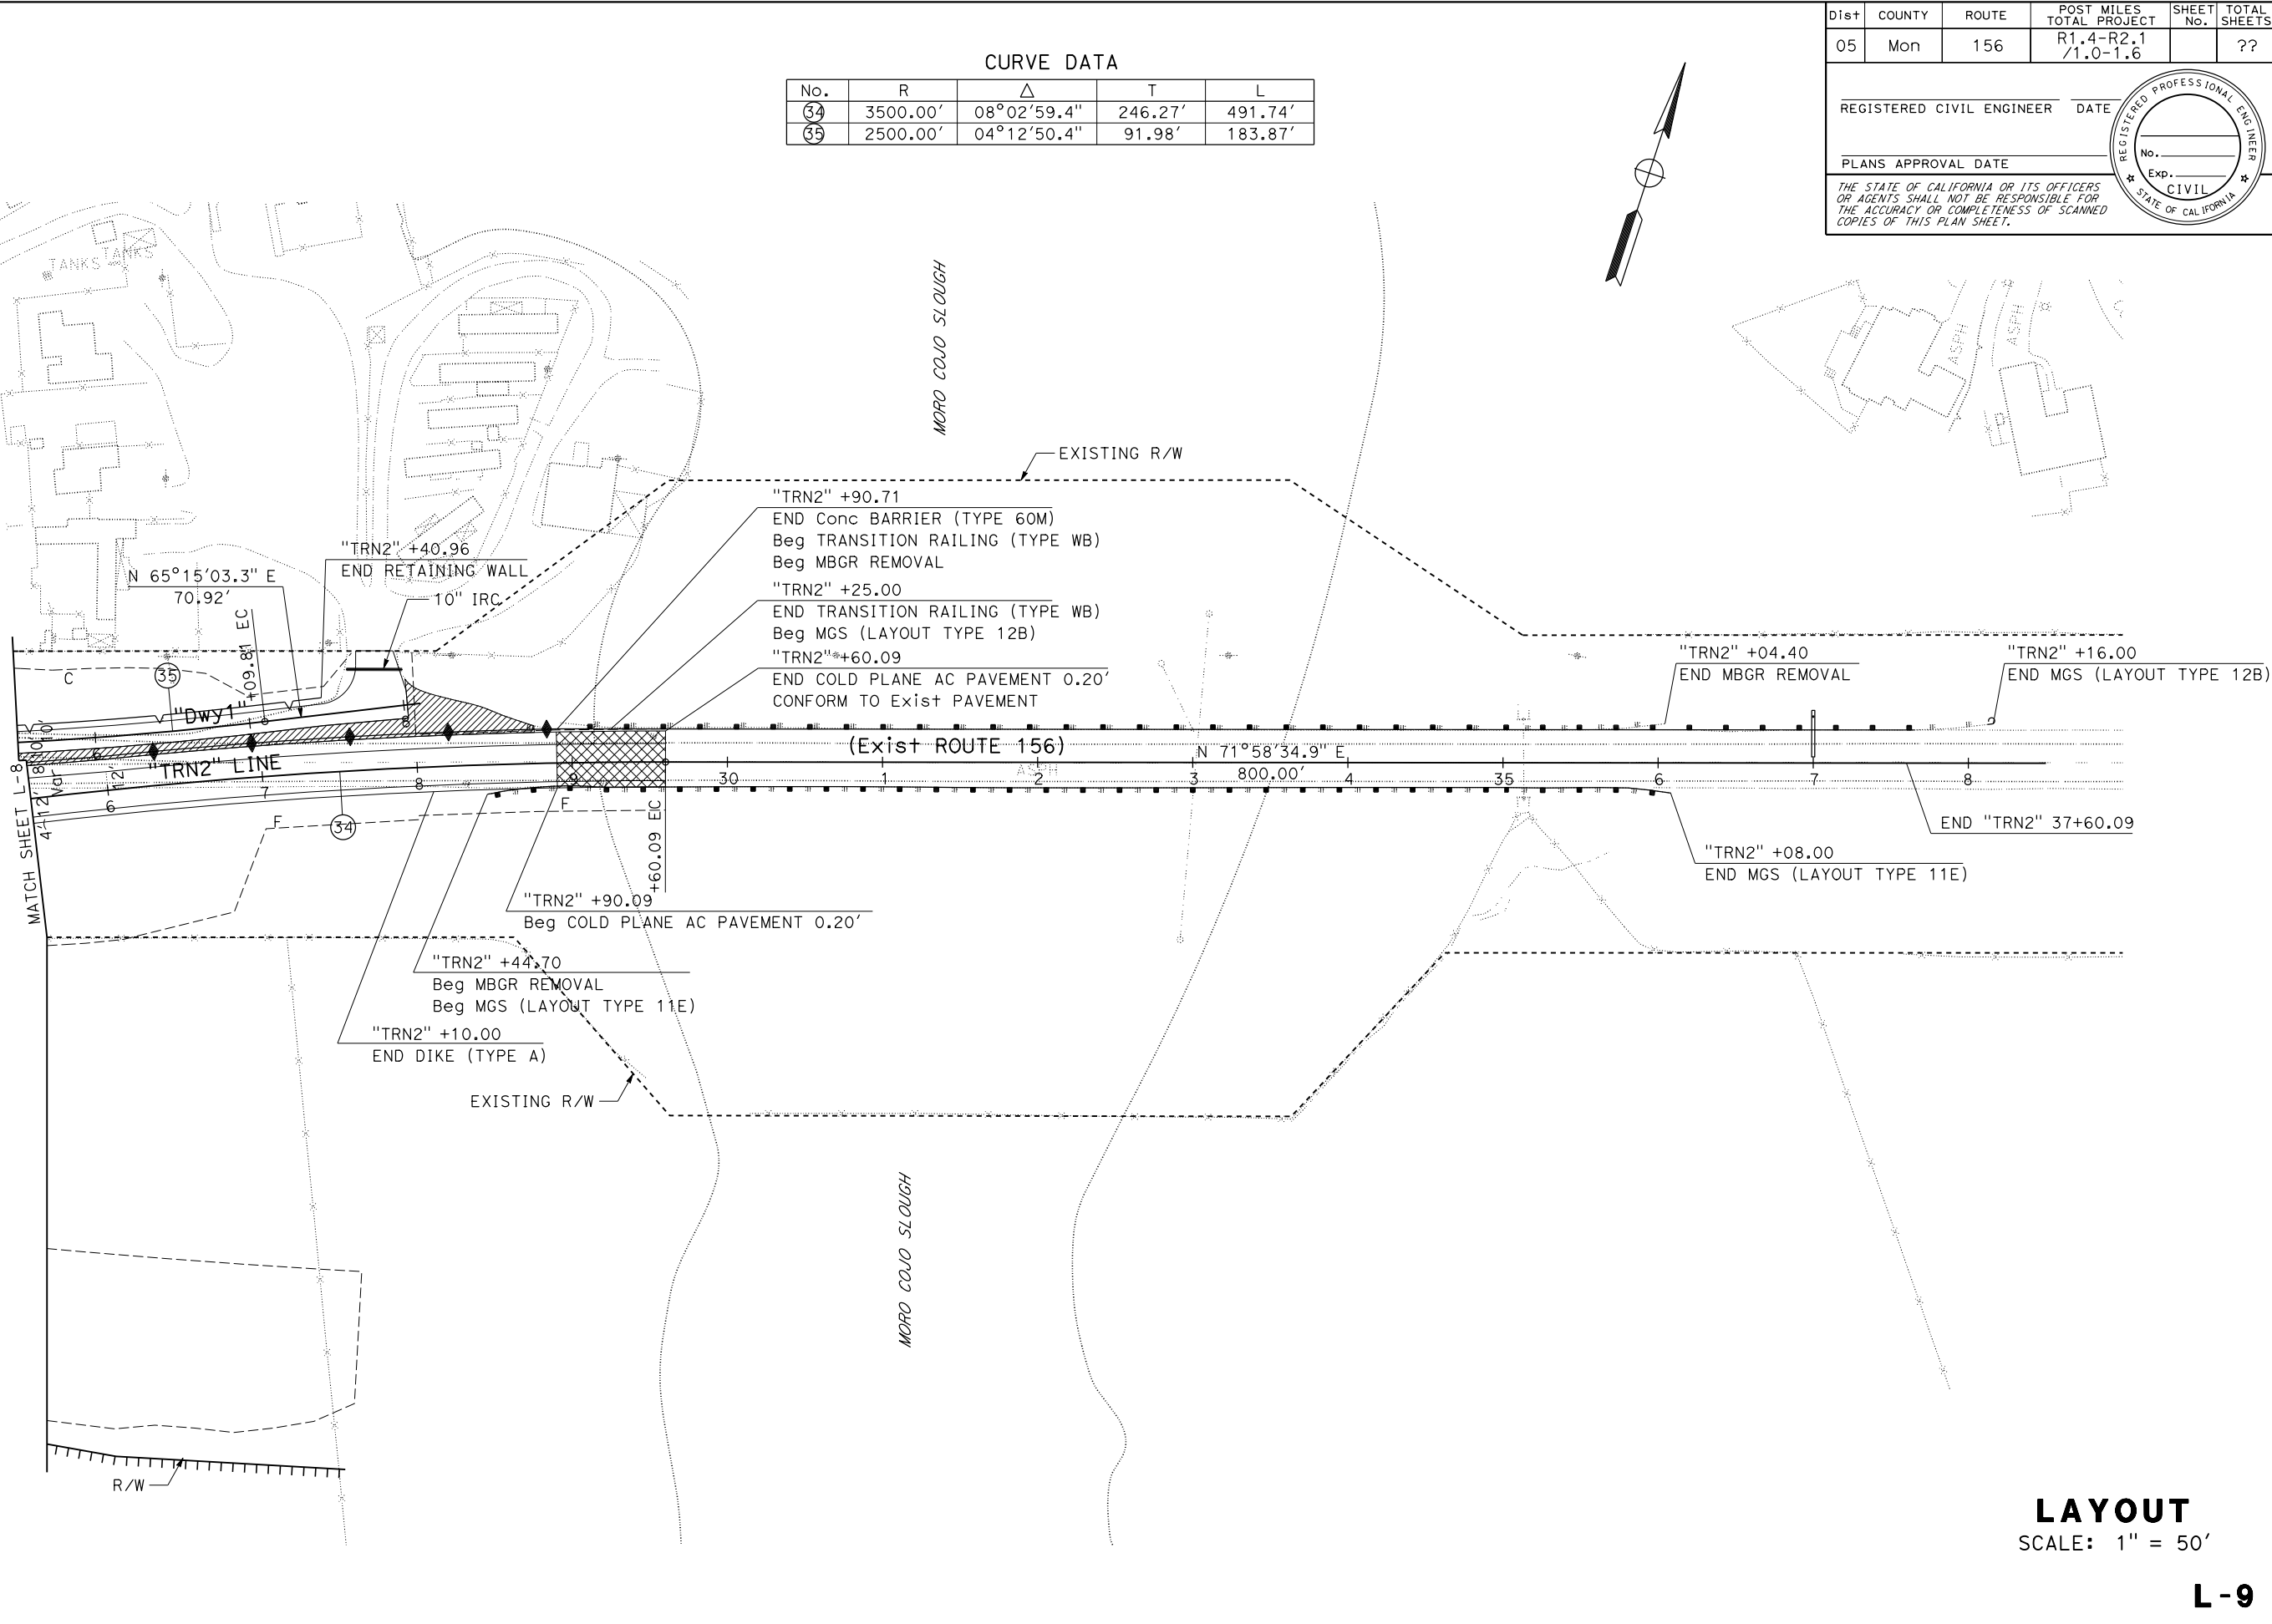 Dist COUNTY ROUTE POST MILES TOTAL PROJECT SHEET No. TOTAL SHEETS
05 Mon 156 R1.4-R2.1 /1.0-1.6 ??
REGISTERED CIVIL ENGINEER DATE
PLANS APPROVAL DATE
THE STATE OF CALIFORNIA OR ITS OFFICERS
OR AGENTS SHALL NOT BE RESPONSIBLE FOR
THE ACCURACY OR COMPLETENESS OF SCANNED
COPIES OF THIS PLAN SHEET.
REGISTERED PROFESSIONAL ENGINEER
No.
Exp.
CIVIL
STATE OF CALIFORNIA
CURVE DATA
No. R △ T L
34 3500.00' 08°02'59.4" 246.27' 491.74'
35 2500.00' 04°12'50.4" 91.98' 183.87'
TANKS
TANKS
MORO COJO SLOUGH
ASPH
ASPH
EXISTING R/W
"TRN2" +90.71
END Conc BARRIER (TYPE 60M)
Beg TRANSITION RAILING (TYPE WB)
Beg MBGR REMOVAL
"TRN2" +40.96
END RETAINING WALL
N 65°15'03.3" E
70.92'
10" IRC
"TRN2" +25.00
END TRANSITION RAILING (TYPE WB)
Beg MGS (LAYOUT TYPE 12B)
"TRN2" +60.09
END COLD PLANE AC PAVEMENT 0.20'
CONFORM TO Exist PAVEMENT
"TRN2" +04.40
END MBGR REMOVAL
"TRN2" +16.00
END MGS (LAYOUT TYPE 12B)
C
35
+09.81 EC
"Dwy1"
"TRN2" LINE
(Exist ROUTE 156)
N 71°58'34.9" E
800.00'
ASPH
10'
8'
Var
12'
4'
12'
6
6 7 8 9 30 1 2 3 4 35 6 7 8
F
F
34
MATCH SHEET L-8
+60.09 EC
END "TRN2" 37+60.09
"TRN2" +08.00
END MGS (LAYOUT TYPE 11E)
"TRN2" +90.09
Beg COLD PLANE AC PAVEMENT 0.20'
"TRN2" +44.70
Beg MBGR REMOVAL
Beg MGS (LAYOUT TYPE 11E)
"TRN2" +10.00
END DIKE (TYPE A)
EXISTING R/W
MORO COJO SLOUGH
R/W
LAYOUT
SCALE: 1" = 50'
L-9